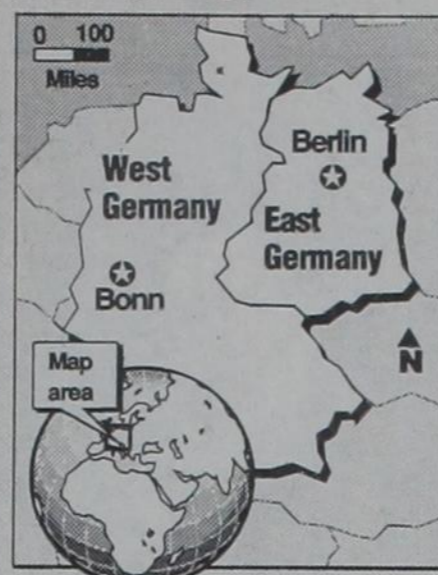 0 100
Miles
West
Germany
Berlin
East
Germany
Bonn
Map
area
N